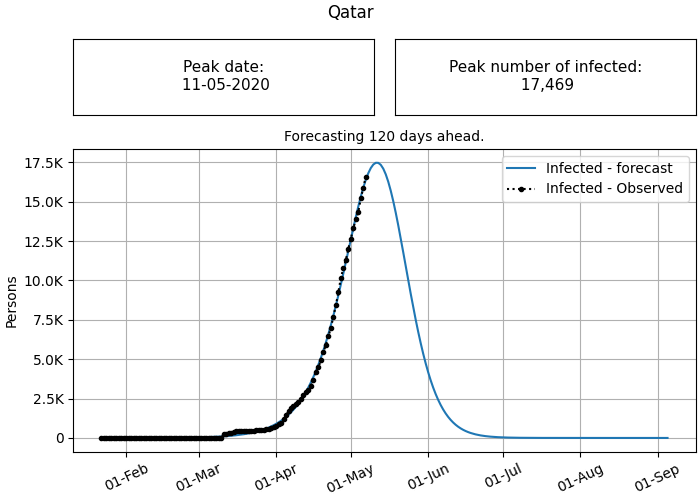 Qatar
Peak date:
11-05-2020
Peak number of infected:
17,469
Forecasting 120 days ahead.
Infected - forecast
Infected - Observed
Persons
17.5K
15.0K
12.5K
10.0K
7.5K
5.0K
2.5K
0
01-Feb
01-Mar
01-Apr
01-May
01-Jun
01-Jul
01-Aug
01-Sep